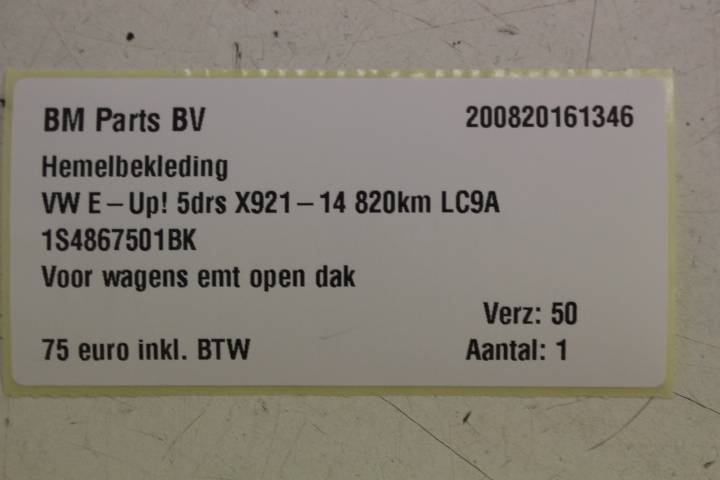 BM Parts BV 200820161346
Hemelbekleding
VW E-Up! 5drs X921-14 820km LC9A
1S4867501BK
Voor wagens emt open dak
Verz: 50
75 euro inkl. BTW Aantal: 1